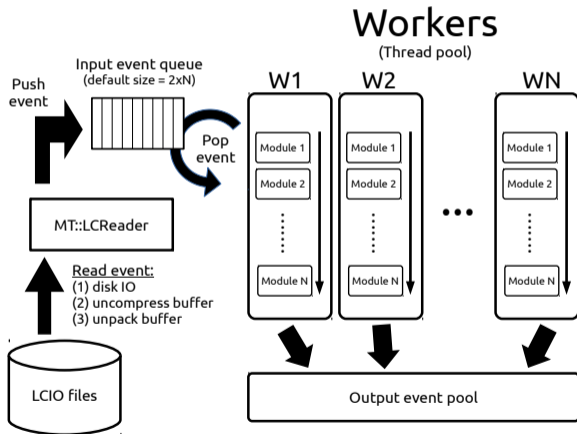 Workers
(Thread pool)
Input event queue
(default size = 2xN)
Push
event
Pop
event
MT::LCReader
Read event:
(1) disk IO
(2) uncompress buffer
(3) unpack buffer
LCIO files
W1
Module 1
Module 2
Module N
W2
Module 1
Module 2
Module N
...
WN
Module 1
Module 2
Module N
Output event pool